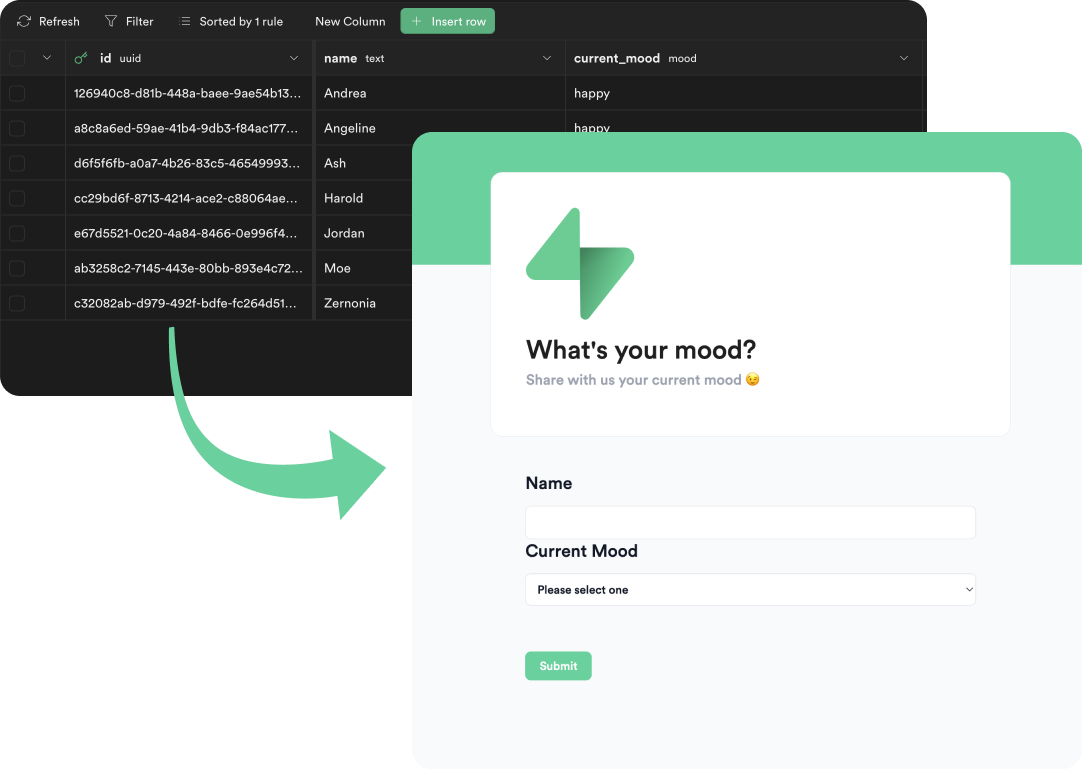 Refresh Filter Sorted by 1 rule New Column + Insert row
id uuid name text current_mood mood
126940c8-d81b-448a-baee-9ae54b13... Andrea happy
a8c8a6ed-59ae-41b4-9db3-f84ac177... Angeline happy
d6f5f6fb-a0a7-4b26-83c5-46549993... Ash
cc29bd6f-8713-4214-ace2-c88064ae... Harold
e67d5521-0c20-4a84-8466-0e996f4... Jordan
ab3258c2-7145-443e-80bb-893e4c72... Moe
c32082ab-d979-492f-bdfe-fc264d51... Zernonia
What's your mood?
Share with us your current mood 😉
Name
Current Mood
Please select one
Submit